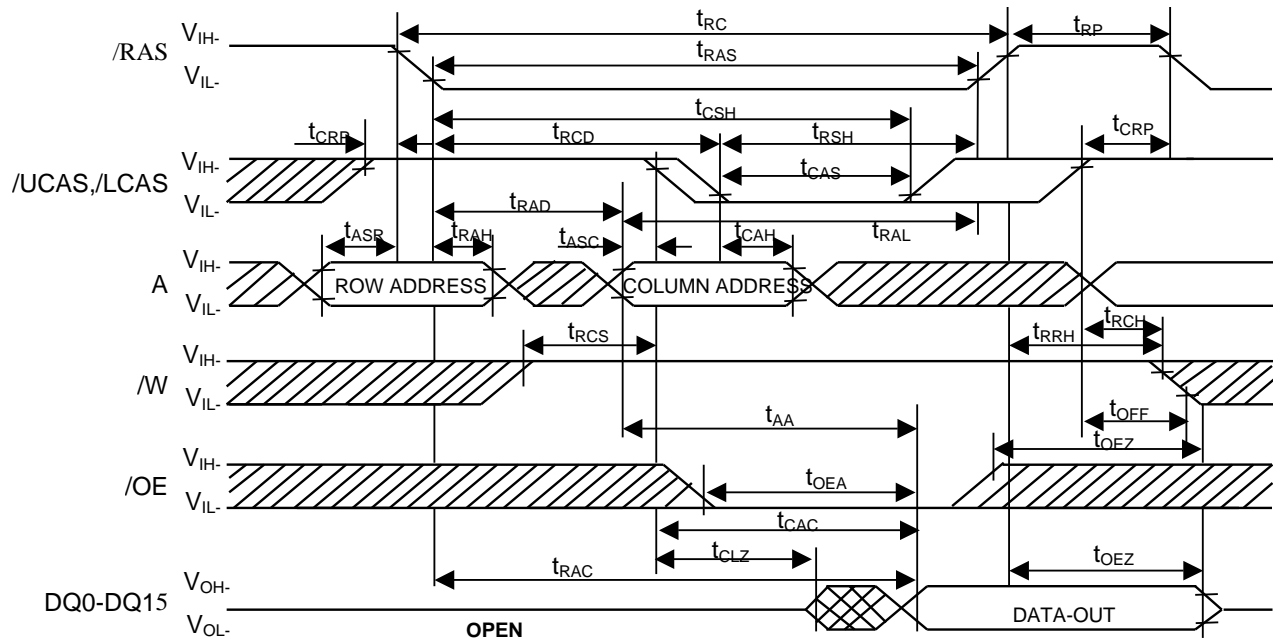 tRC
tRP
VIH-
/RAS
tRAS
VIL-
tCSH
tCRP
tRCD
tRSH
tCRP
VIH-
tCAS
/UCAS,/LCAS
VIL-
tRAD
tASR
tRAH
tASC
tCAH
tRAL
VIH-
A
ROW ADDRESS
COLUMN ADDRESS
VIL-
tRCH
tRCS
tRRH
VIH-
/W
VIL-
tAA
tOFF
tOEZ
VIH-
/OE
tOEA
VIL-
tCAC
tCLZ
tOEZ
tRAC
VOH-
DQ0-DQ15
DATA-OUT
VOL-
OPEN